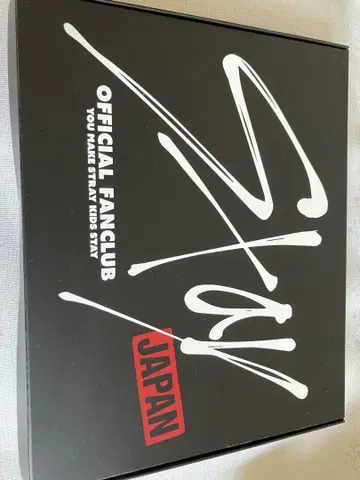 Stay
JAPAN
OFFICIAL FANCLUB
YOU MAKE STRAY KIDS STAY